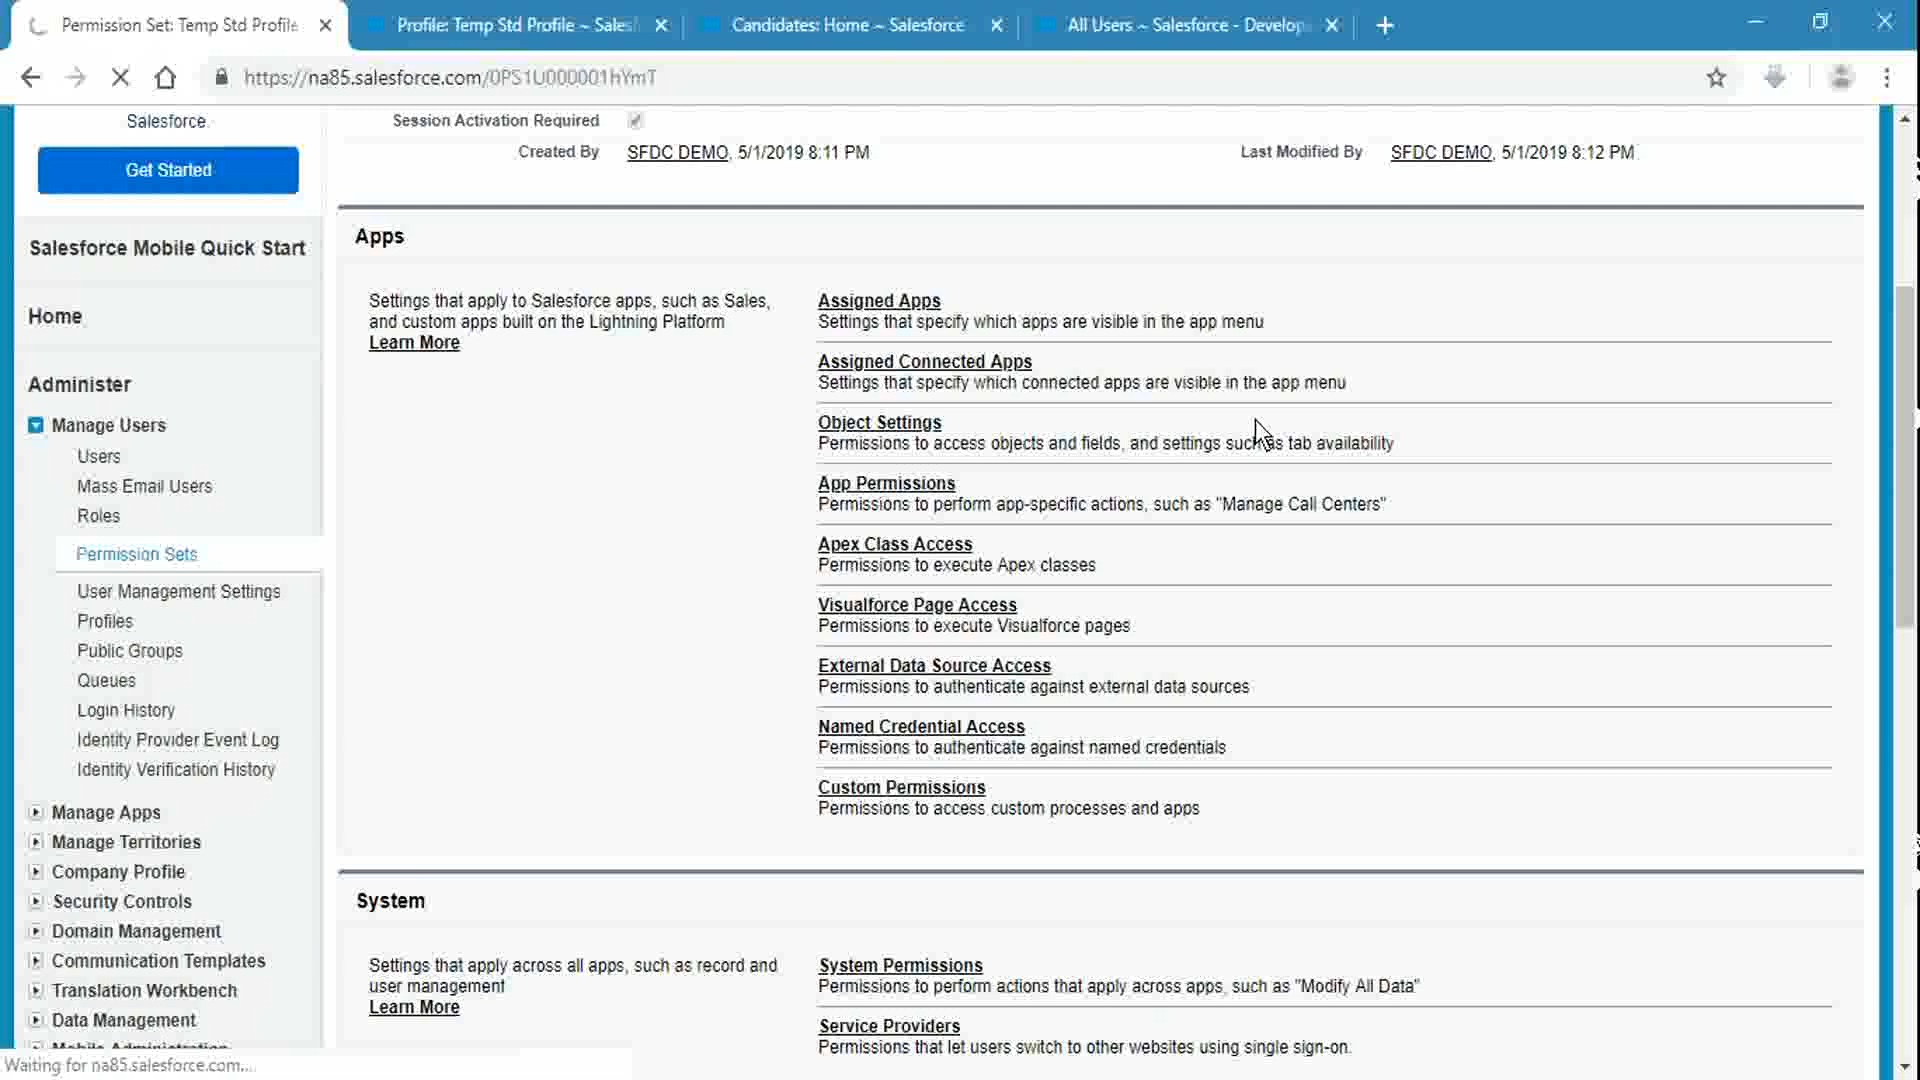 Permission Set: Temp Std Profile
Profile: Temp Std Profile ~ Sales
Candidates: Home ~ Salesforce
All Users ~ Salesforce - Develop
https://na85.salesforce.com/0PS1U000001hYmT
Salesforce.
Get Started
Salesforce Mobile Quick Start
Home
Administer
Manage Users
Users
Mass Email Users
Roles
Permission Sets
User Management Settings
Profiles
Public Groups
Queues
Login History
Identity Provider Event Log
Identity Verification History
Manage Apps
Manage Territories
Company Profile
Security Controls
Domain Management
Communication Templates
Translation Workbench
Data Management
Mobile Administration
Waiting for na85.salesforce.com...
Session Activation Required
Created By SFDC DEMO, 5/1/2019 8:11 PM
Last Modified By SFDC DEMO, 5/1/2019 8:12 PM
Apps
Settings that apply to Salesforce apps, such as Sales,
and custom apps built on the Lightning Platform
Learn More
Assigned Apps
Settings that specify which apps are visible in the app menu
Assigned Connected Apps
Settings that specify which connected apps are visible in the app menu
Object Settings
Permissions to access objects and fields, and settings such as tab availability
App Permissions
Permissions to perform app-specific actions, such as "Manage Call Centers"
Apex Class Access
Permissions to execute Apex classes
Visualforce Page Access
Permissions to execute Visualforce pages
External Data Source Access
Permissions to authenticate against external data sources
Named Credential Access
Permissions to authenticate against named credentials
Custom Permissions
Permissions to access custom processes and apps
System
Settings that apply across all apps, such as record and
user management
Learn More
System Permissions
Permissions to perform actions that apply across apps, such as "Modify All Data"
Service Providers
Permissions that let users switch to other websites using single sign-on.